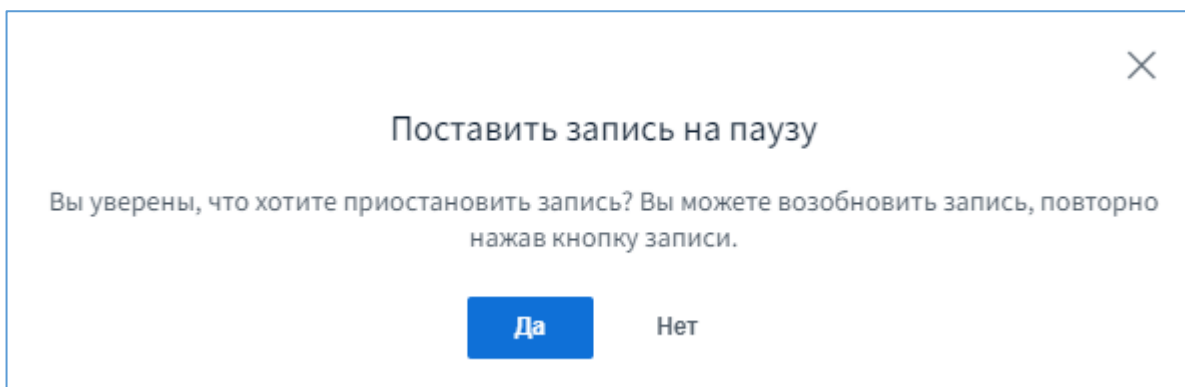 Поставить запись на паузу
Вы уверены, что хотите приостановить запись? Вы можете возобновить запись, повторно
нажав кнопку записи.
Да Нет